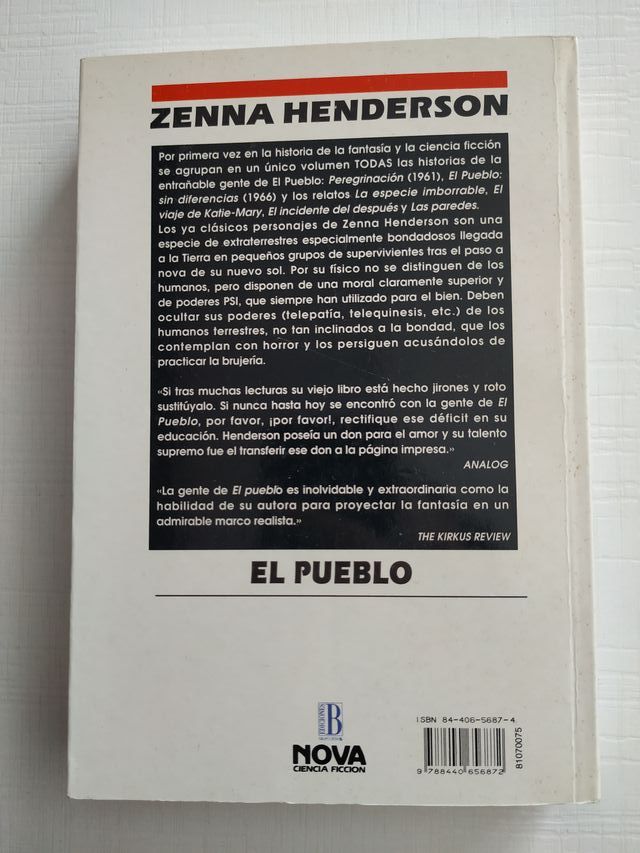 ZENNA HENDERSON
Por primera vez en la historia de la fantasía y la ciencia ficción
se agrupan en un único volumen TODAS las historias de la
entrañable gente de El Pueblo: Peregrinación (1961), El Pueblo:
sin diferencias (1966) y los relatos La especie imborrable, El
viaje de Katie-Mary, El incidente del después y Las paredes.
Los ya clásicos personajes de Zenna Henderson son una
especie de extraterrestres especialmente bondadosos llegada
a la Tierra en pequeños grupos de supervivientes tras el paso a
nova de su nuevo sol. Por su físico no se distinguen de los
humanos, pero disponen de una moral claramente superior y
de poderes PSI, que siempre han utilizado para el bien. Deben
ocultar sus poderes (telepatía, telequinesis, etc.) de los
humanos terrestres, no tan inclinados a la bondad, que los
contemplan con horror y los persiguen acusándolos de
practicar la brujería.
«Si tras muchas lecturas su viejo libro está hecho jirones y roto
sustitúyalo. Si nunca hasta hoy se encontró con la gente de El
Pueblo, por favor, ¡por favor!, rectifique ese déficit en su
educación. Henderson poseía un don para el amor y su talento
supremo fue el transferir ese don a la página impresa.»
ANALOG
«La gente de El pueblo es inolvidable y extraordinaria como la
habilidad de su autora para proyectar la fantasía en un
admirable marco realista.»
THE KIRKUS REVIEW
EL PUEBLO
B
NOVA
CIENCIA FICCION
ISBN 84-406-5687-4
9 788440 656872
81070075